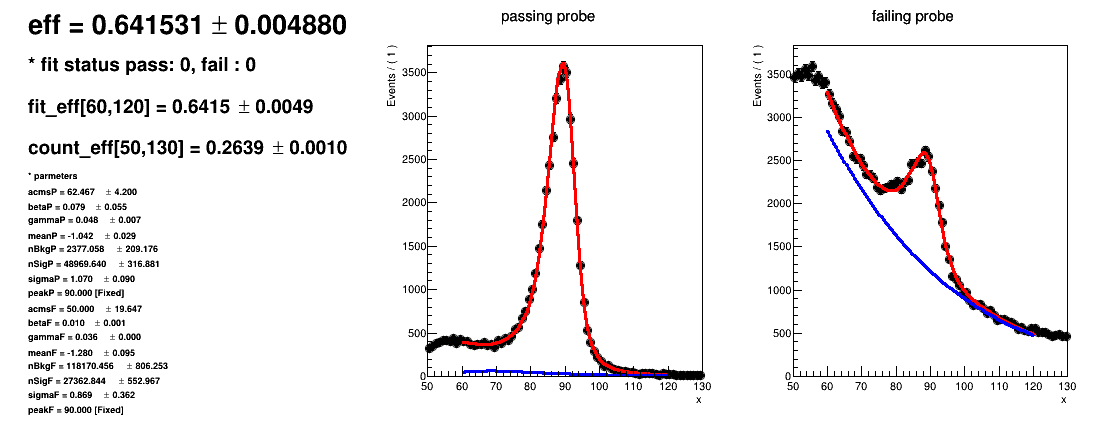 eff = 0.641531 ± 0.004880
* fit status pass: 0, fail : 0
fit_eff[60,120] = 0.6415 ± 0.0049
count_eff[50,130] = 0.2639 ± 0.0010
* parmeters
acmsP = 62.467 ± 4.200
betaP = 0.079 ± 0.055
gammaP = 0.048 ± 0.007
meanP = -1.042 ± 0.029
nBkgP = 2377.058 ± 209.176
nSigP = 48969.640 ± 316.881
sigmaP = 1.070 ± 0.090
peakP = 90.000 [Fixed]
acmsF = 50.000 ± 19.647
betaF = 0.010 ± 0.001
gammaF = 0.036 ± 0.000
meanF = -1.280 ± 0.095
nBkgF = 118170.456 ± 806.253
nSigF = 27362.844 ± 552.967
sigmaF = 0.869 ± 0.362
peakF = 90.000 [Fixed]
passing probe
Events / ( 1 )
3500
3000
2500
2000
1500
1000
500
0
50 60 70 80 90 100 110 120 130
x
failing probe
Events / ( 1 )
3500
3000
2500
2000
1500
1000
500
0
50 60 70 80 90 100 110 120 130
x